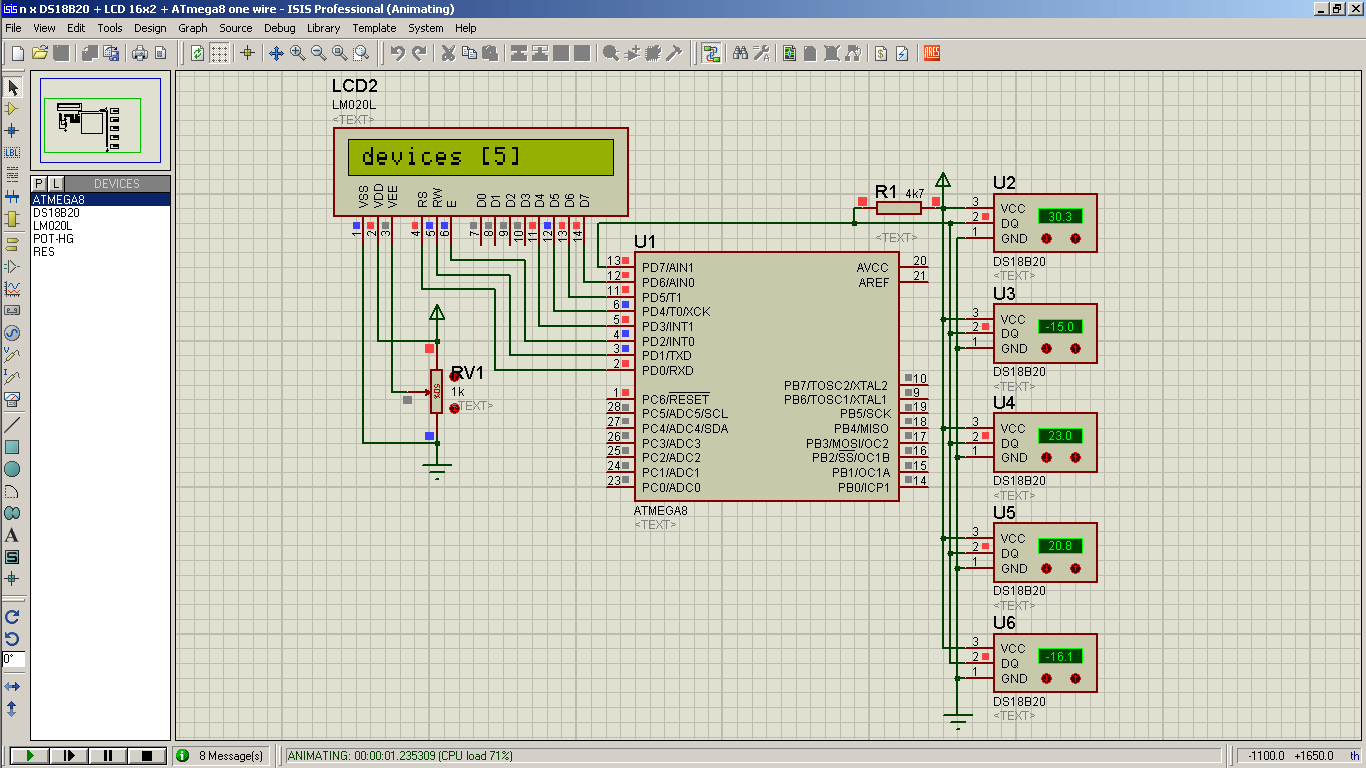 n x DS18B20 + LCD 16x2 + ATmega8 one wire - ISIS Professional (Animating)
File View Edit Tools Design Graph Source Debug Library Template System Help
ARES
LBL
P L DEVICES
ATMEGA8
DS18B20
LM020L
POT-HG
RES
A
S
V
I
0°
LCD2
LM020L
<TEXT>
devices [5]
VSS VDD VEE RS RW E D0 D1 D2 D3 D4 D5 D6 D7
1 2 3 4 5 6 7 8 9 10 11 12 13 14
RV1
1k
<TEXT>
50%
R1 4k7
<TEXT>
U1
13 PD7/AIN1
12 PD6/AIN0
11 PD5/T1
6 PD4/T0/XCK
5 PD3/INT1
4 PD2/INT0
3 PD1/TXD
2 PD0/RXD
1 PC6/RESET
28 PC5/ADC5/SCL
27 PC4/ADC4/SDA
26 PC3/ADC3
25 PC2/ADC2
24 PC1/ADC1
23 PC0/ADC0
AVCC 20
AREF 21
PB7/TOSC2/XTAL2 10
PB6/TOSC1/XTAL1 9
PB5/SCK 19
PB4/MISO 18
PB3/MOSI/OC2 17
PB2/SS/OC1B 16
PB1/OC1A 15
PB0/ICP1 14
ATMEGA8
<TEXT>
U2
3 VCC
2 DQ 30.3
1 GND
DS18B20
<TEXT>
U3
3 VCC
2 DQ -15.0
1 GND
DS18B20
<TEXT>
U4
3 VCC
2 DQ 23.0
1 GND
DS18B20
<TEXT>
U5
3 VCC
2 DQ 20.8
1 GND
DS18B20
<TEXT>
U6
3 VCC
2 DQ -16.1
1 GND
DS18B20
<TEXT>
8 Message(s) ANIMATING: 00:00:01.235309 (CPU load 71%) -1100.0 +1650.0 th